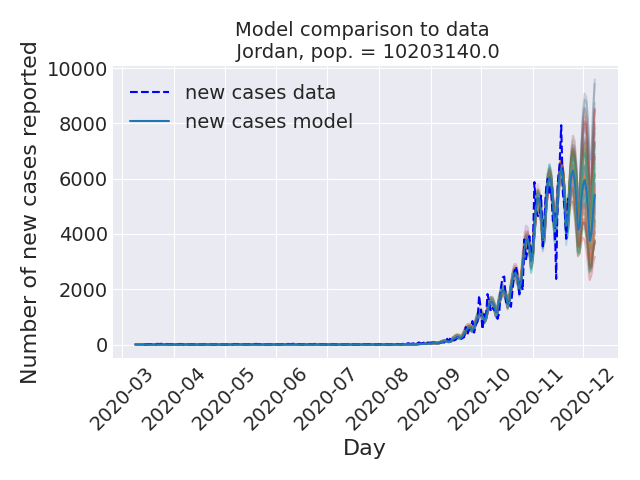 Model comparison to data
Jordan, pop. = 10203140.0
Number of new cases reported
10000
8000
6000
4000
2000
0
new cases data
new cases model
2020-03
2020-04
2020-05
2020-06
2020-07
2020-08
2020-09
2020-10
2020-11
2020-12
Day